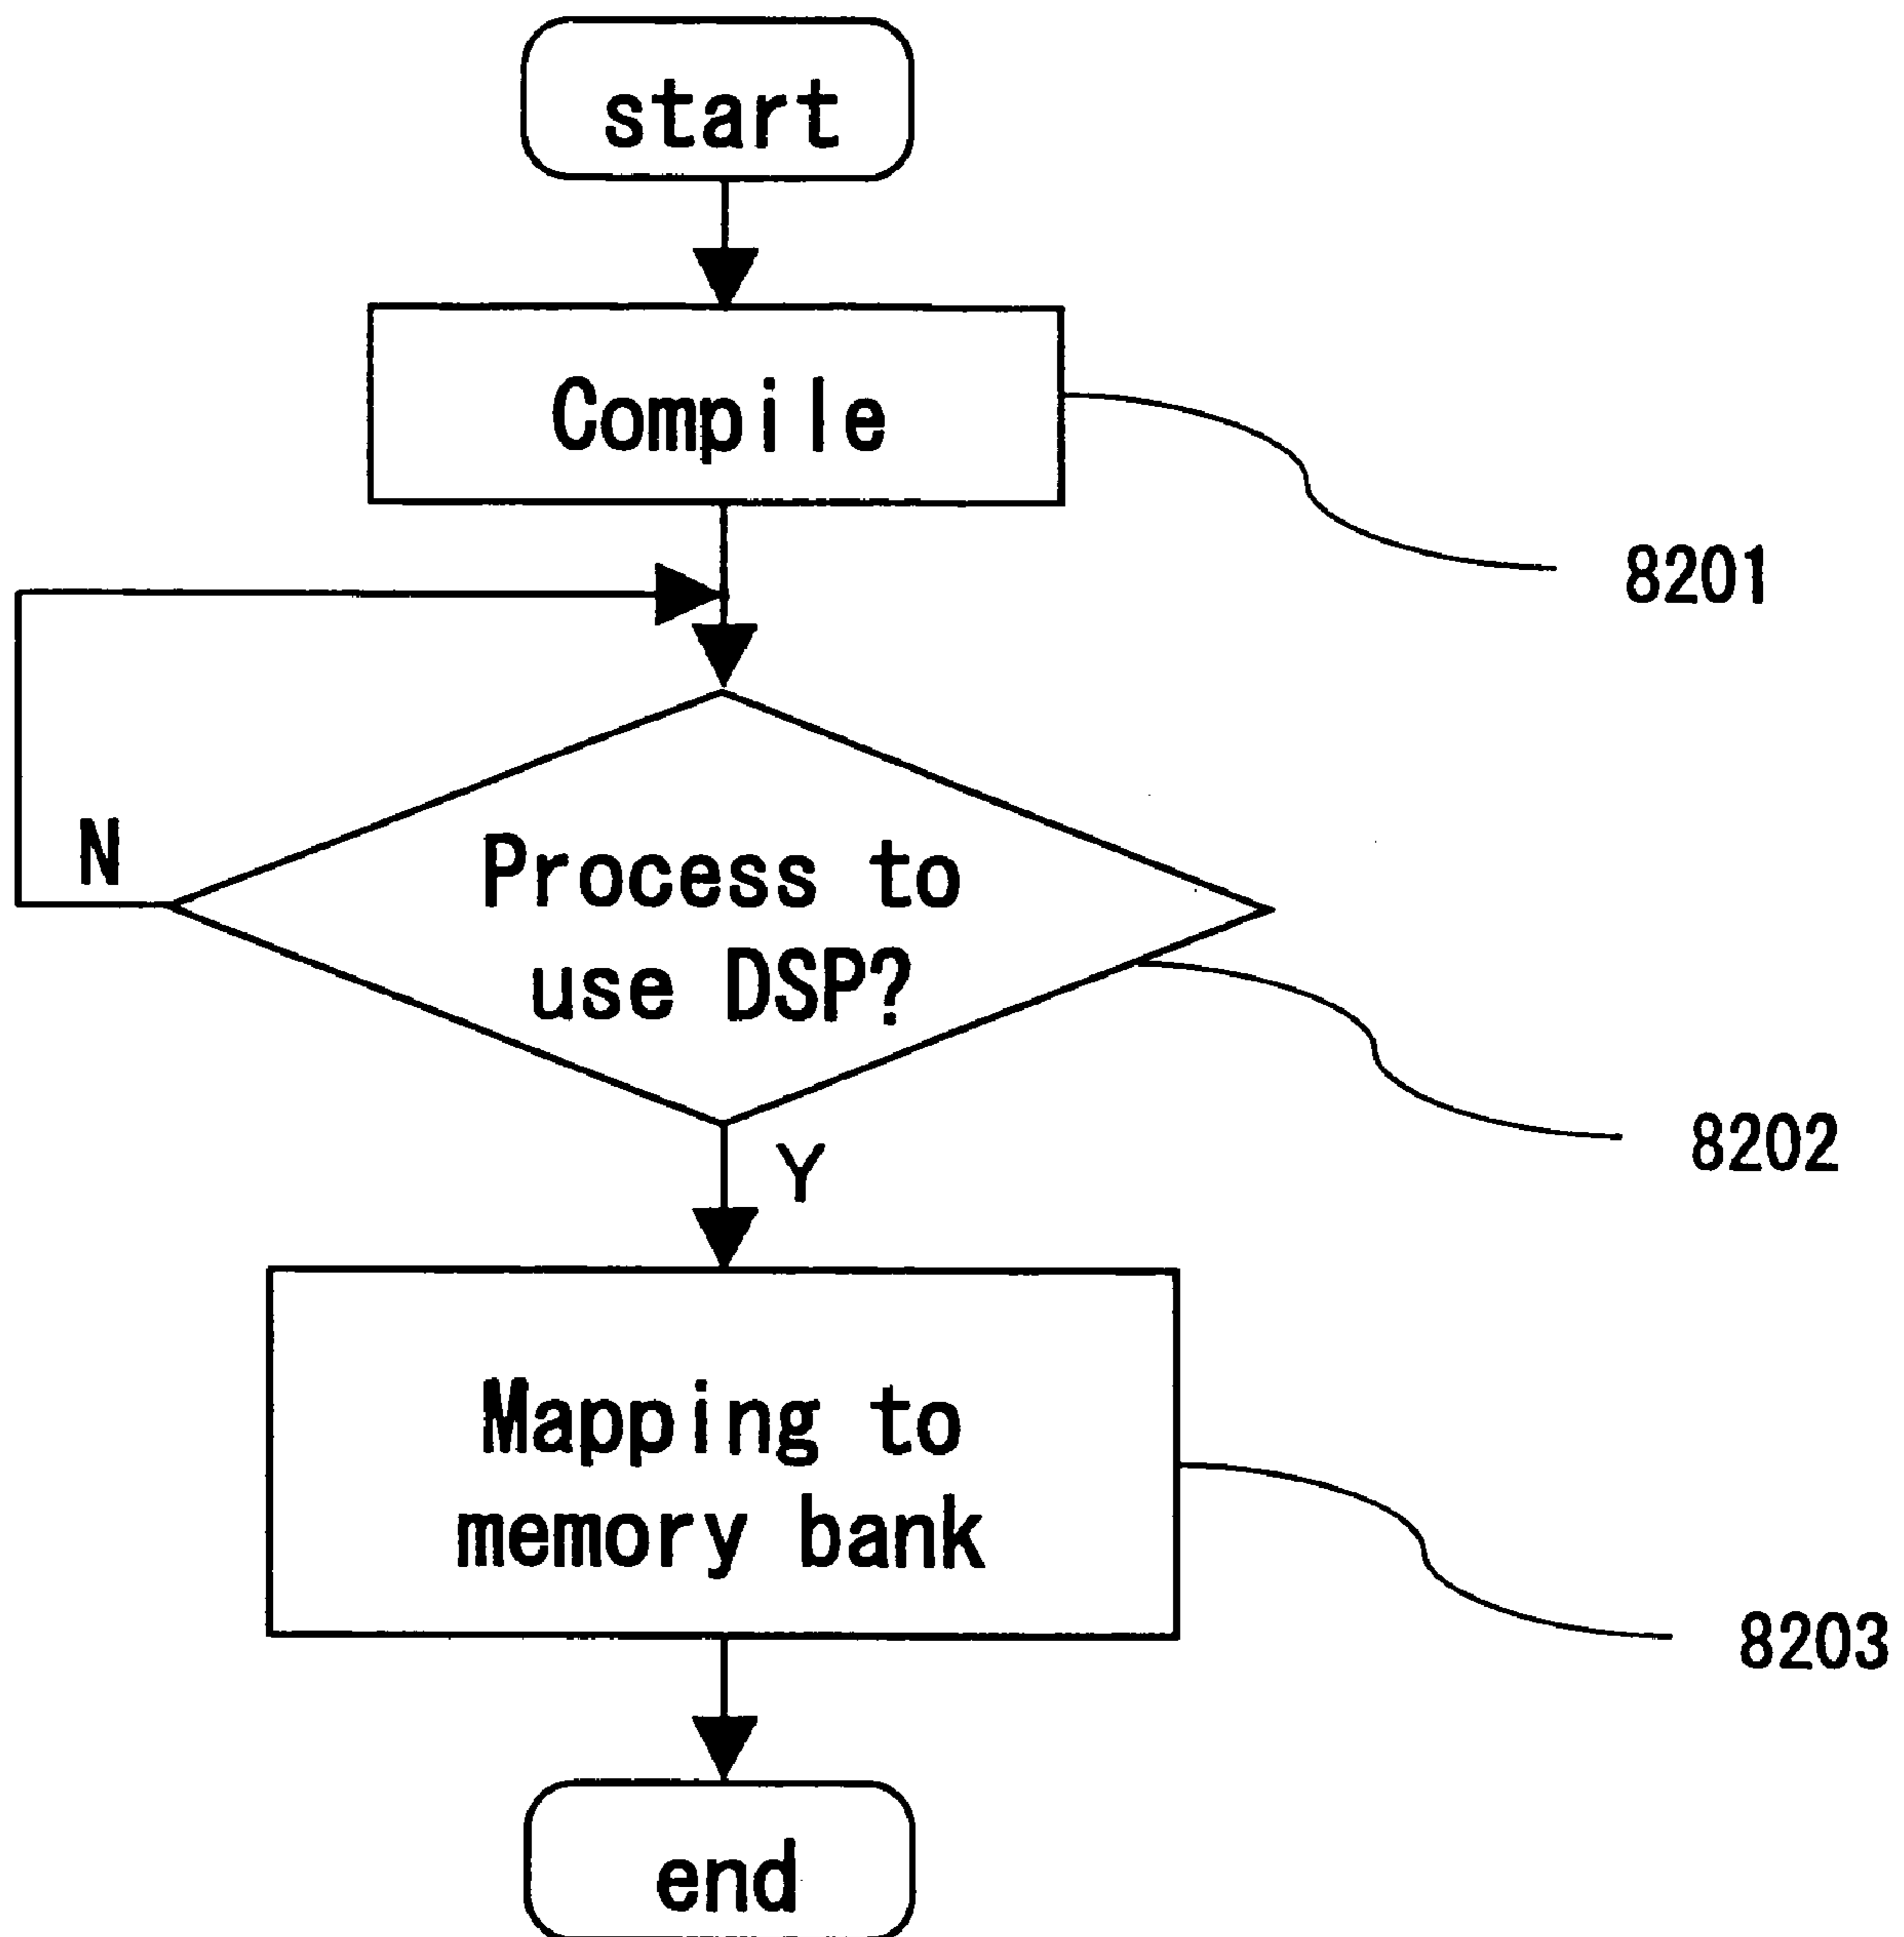 start
Compile
8201
N
Process to
use DSP?
8202
Y
Mapping to
memory bank
8203
end